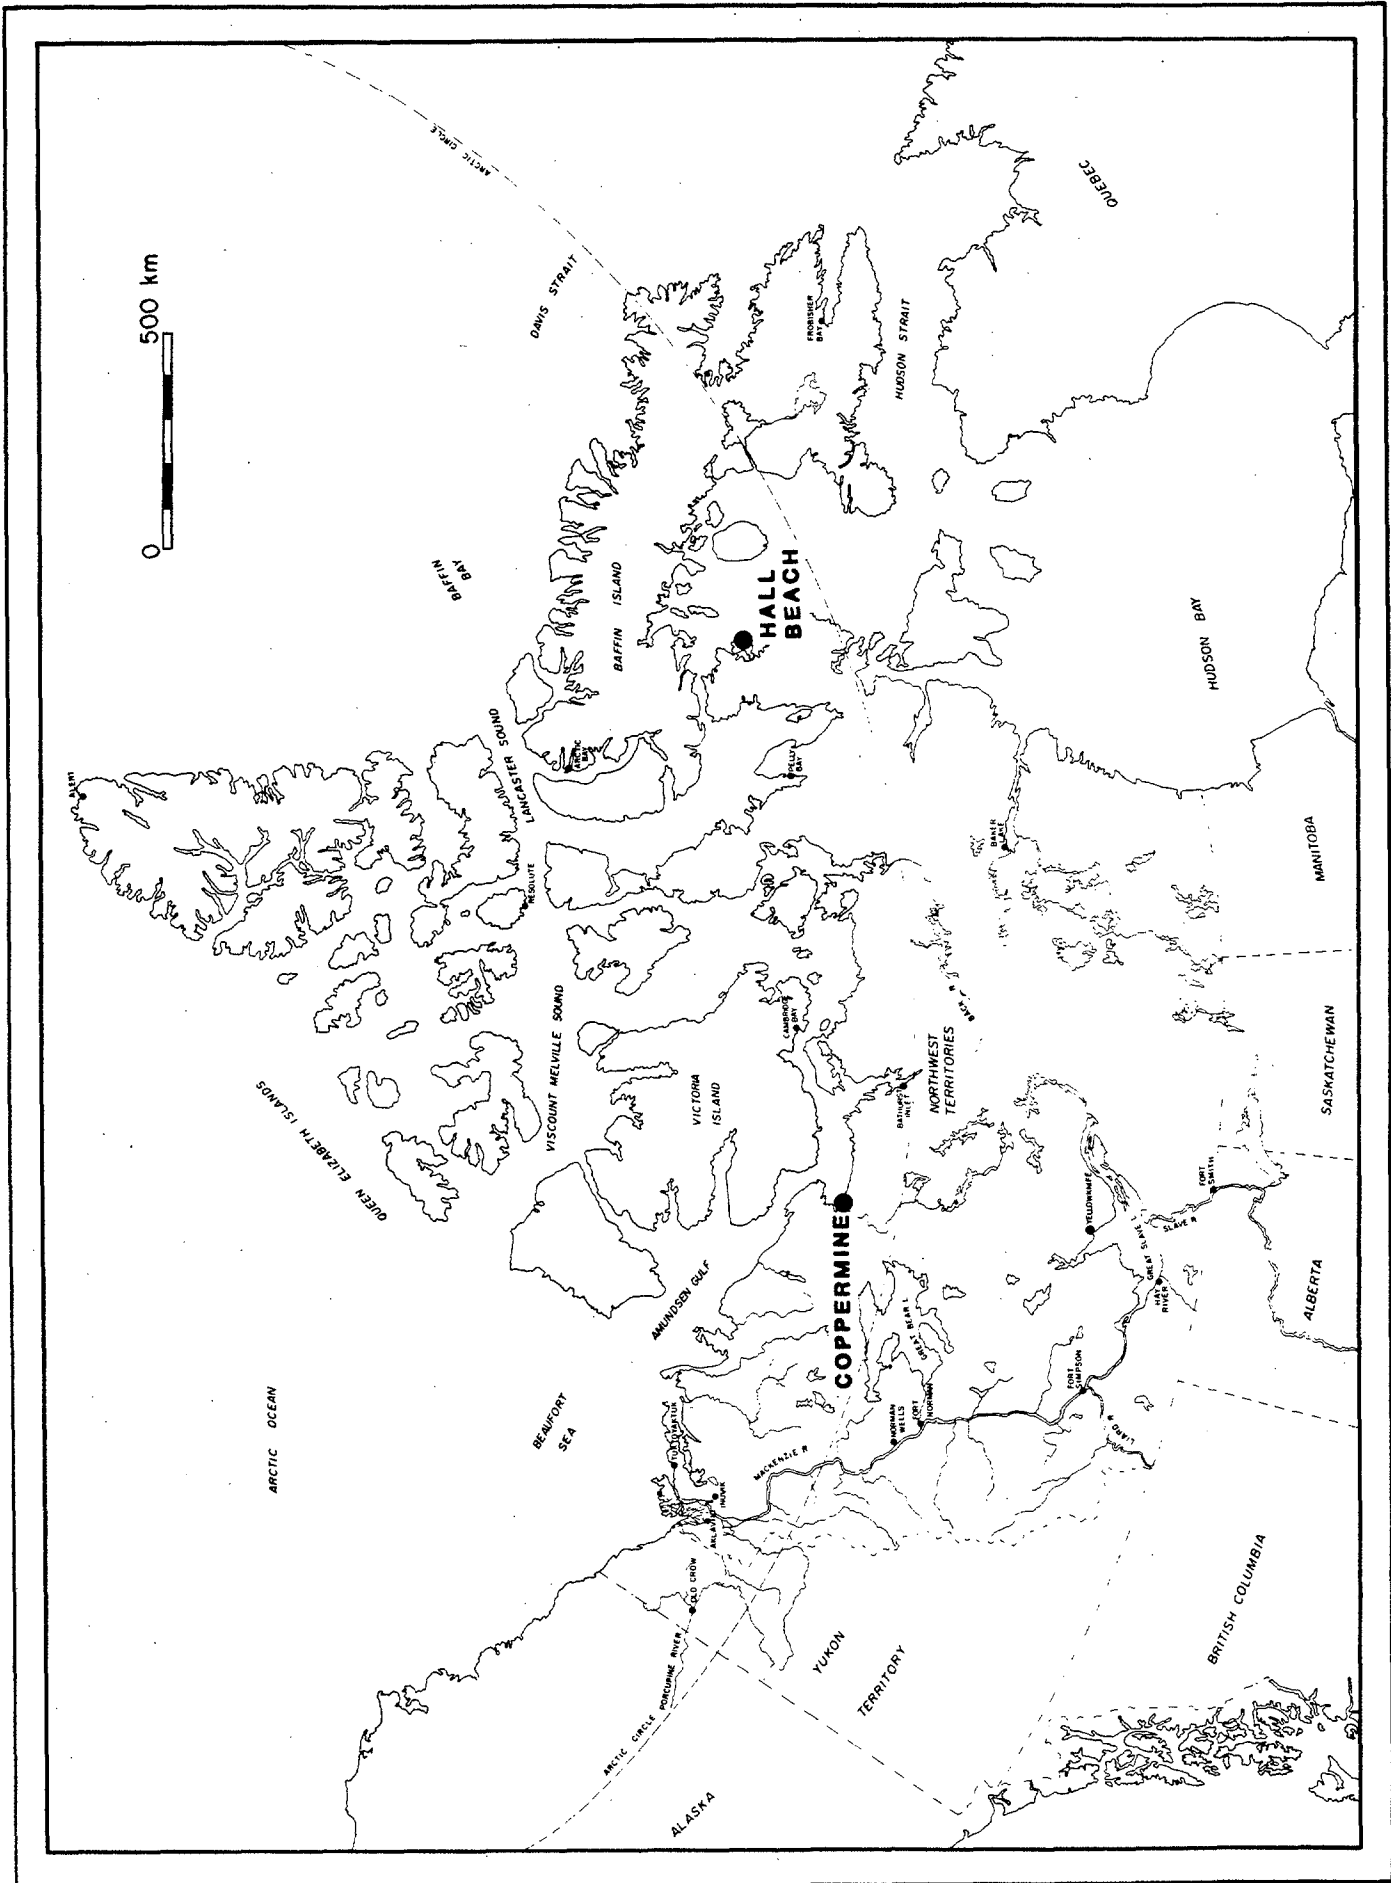 ARCTIC CIRCLE
0
500 km
ALERT
QUEEN ELIZABETH ISLANDS
BAFFIN
BAY
DAVIS STRAIT
ARCTIC OCEAN
BEAUFORT
SEA
AMUNDSEN GULF
VISCOUNT MELVILLE SOUND
RESOLUTE
LANCASTER SOUND
ARCTIC
BAY
BAFFIN ISLAND
VICTORIA
ISLAND
CAMBRIDGE
BAY
PELLY
BAY
HALL
BEACH
FROBISHER
BAY
HUDSON STRAIT
QUEBEC
HUDSON BAY
TUKTOYAKTUK
INUVIK
AKLAVIK
OLD CROW
PORCUPINE RIVER
ARCTIC CIRCLE
ALASKA
YUKON
TERRITORY
MACKENZIE R
NORMAN
WELLS
FORT
NORMAN
GREAT BEAR L
COPPERMINE
BATHURST
INLET
NORTHWEST
TERRITORIES
BACK R
BAKER
LAKE
YELLOWKNIFE
GREAT SLAVE L
SLAVE R
FORT
SMITH
HAY
RIVER
FORT
SIMPSON
LIARD R
BRITISH COLUMBIA
ALBERTA
SASKATCHEWAN
MANITOBA